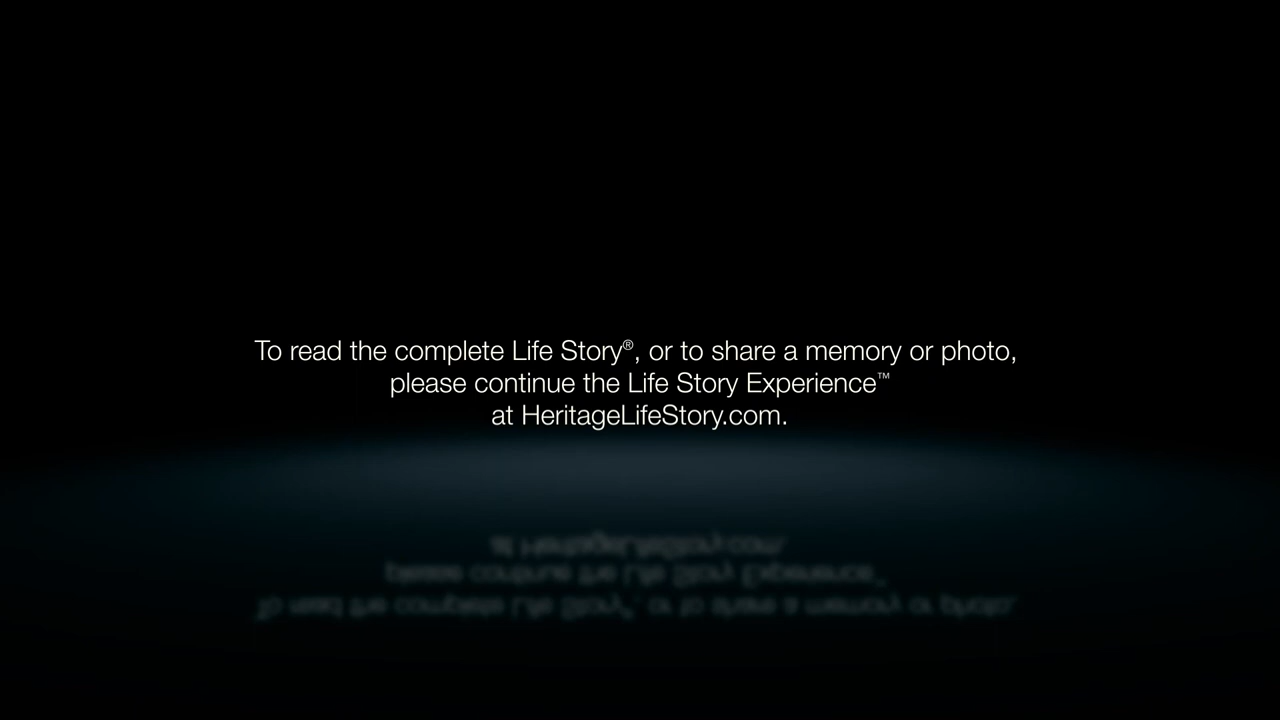 To read the complete Life Story®, or to share a memory or photo,
please continue the Life Story Experience™
at HeritageLifeStory.com.